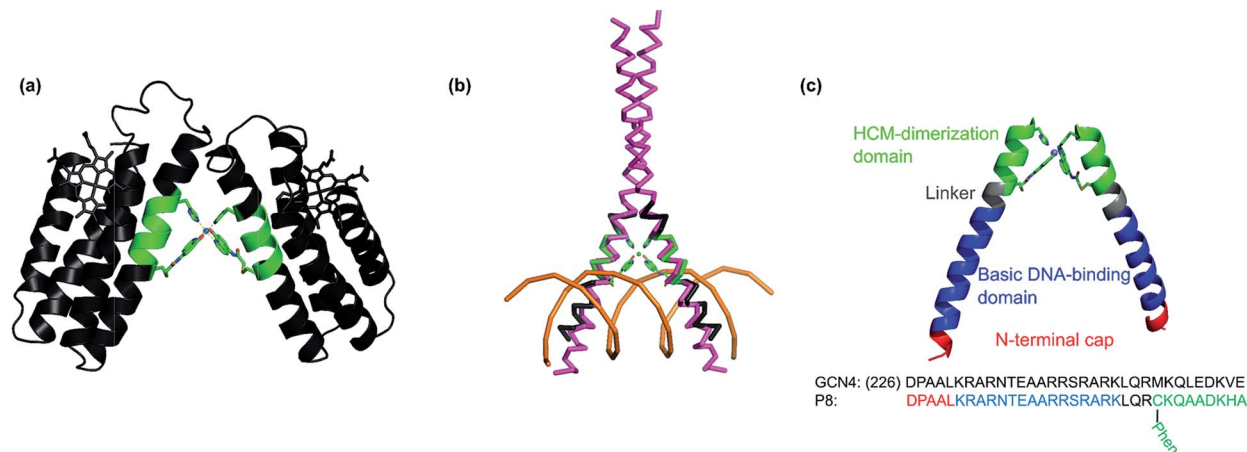 (a)
(b)
(c)
HCM-dimerization
domain
Linker
Basic DNA-binding
domain
N-terminal cap
GCN4: (226) DPAALKRARNTEAARRSRARKLQRMKQLEDKVE
P8: DPAALKRARNTEAARRSRARKLQRCKQAADKHA
Phen